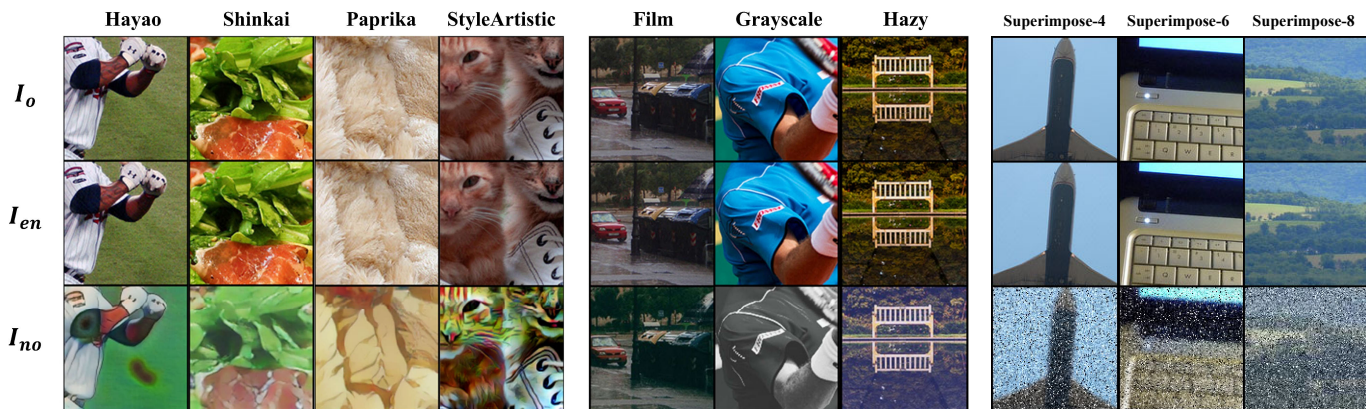 Hayao Shinkai Paprika StyleArtistic Film Grayscale Hazy Superimpose-4 Superimpose-6 Superimpose-8
I_o
I_en
I_no